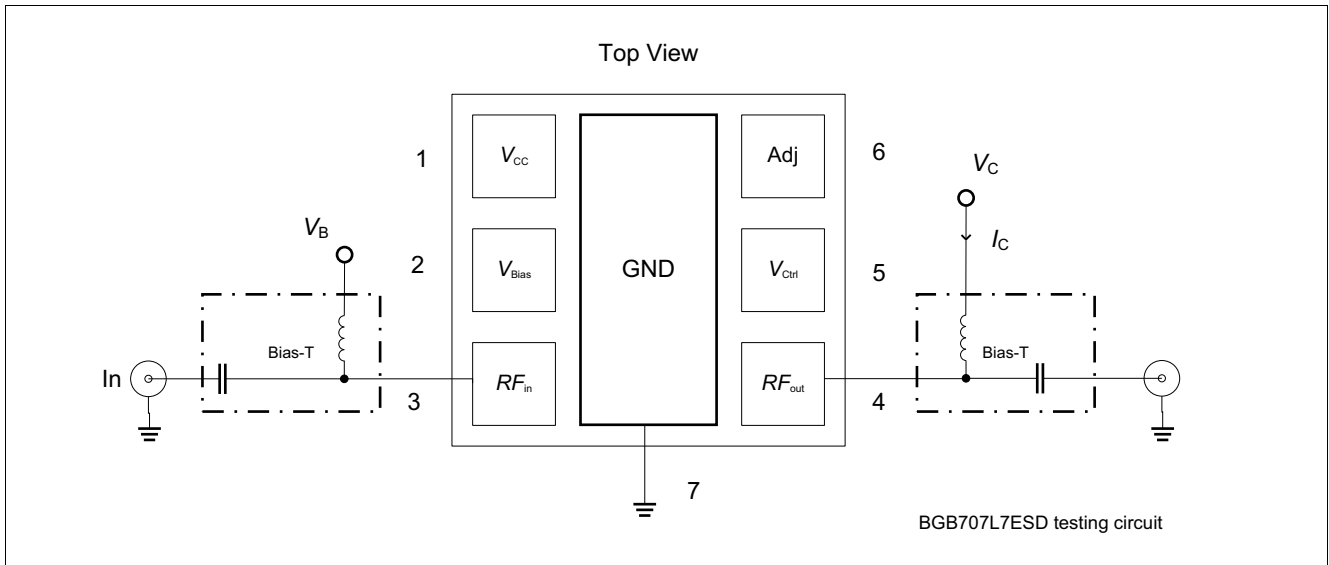 Top View
1
VCC
Adj
6
VB
VC
IC
2
VBias
GND
VCtrl
5
Bias-T
Bias-T
In
RFin
RFout
3
4
7
BGB707L7ESD testing circuit